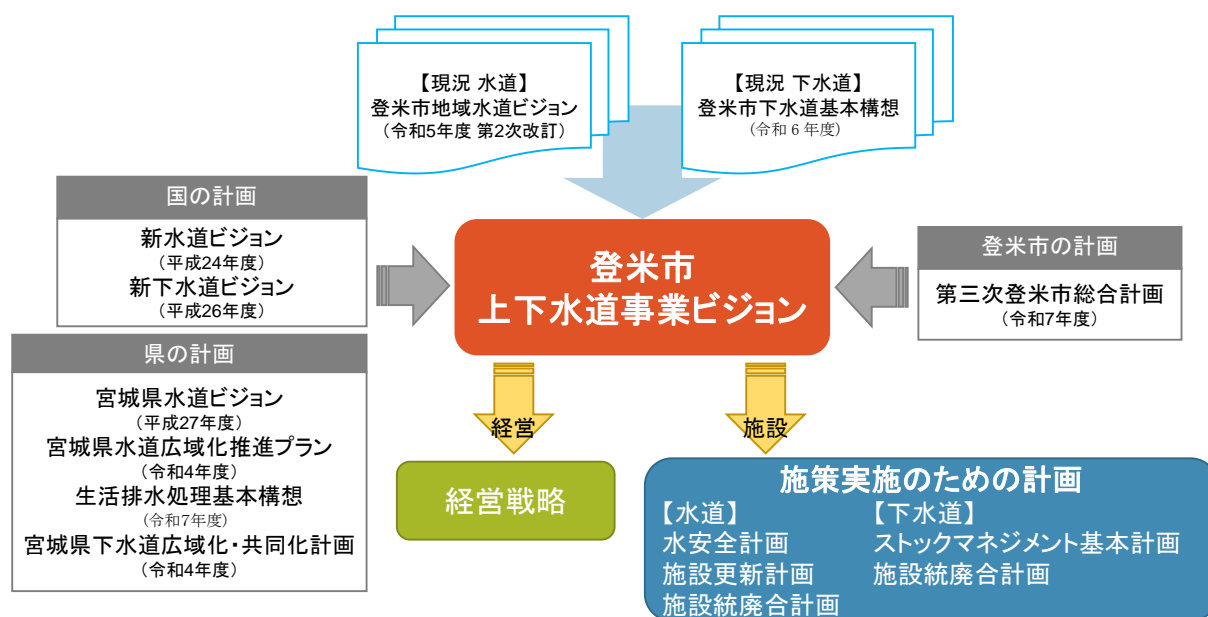 【現況 水道】
登米市地域水道ビジョン
（令和5年度 第2次改訂）
【現況 下水道】
登米市下水道基本構想
（令和６年度）
国の計画
新水道ビジョン
（平成24年度）
新下水道ビジョン
（平成26年度）
県の計画
宮城県水道ビジョン
（平成27年度）
宮城県水道広域化推進プラン
（令和4年度）
生活排水処理基本構想
（令和7年度）
宮城県下水道広域化・共同化計画
（令和4年度）
登米市
上下水道事業ビジョン
登米市の計画
第三次登米市総合計画
（令和7年度）
経営
施設
経営戦略
施策実施のための計画
【水道】
水安全計画
施設更新計画
施設統廃合計画
【下水道】
ストックマネジメント基本計画
施設統廃合計画